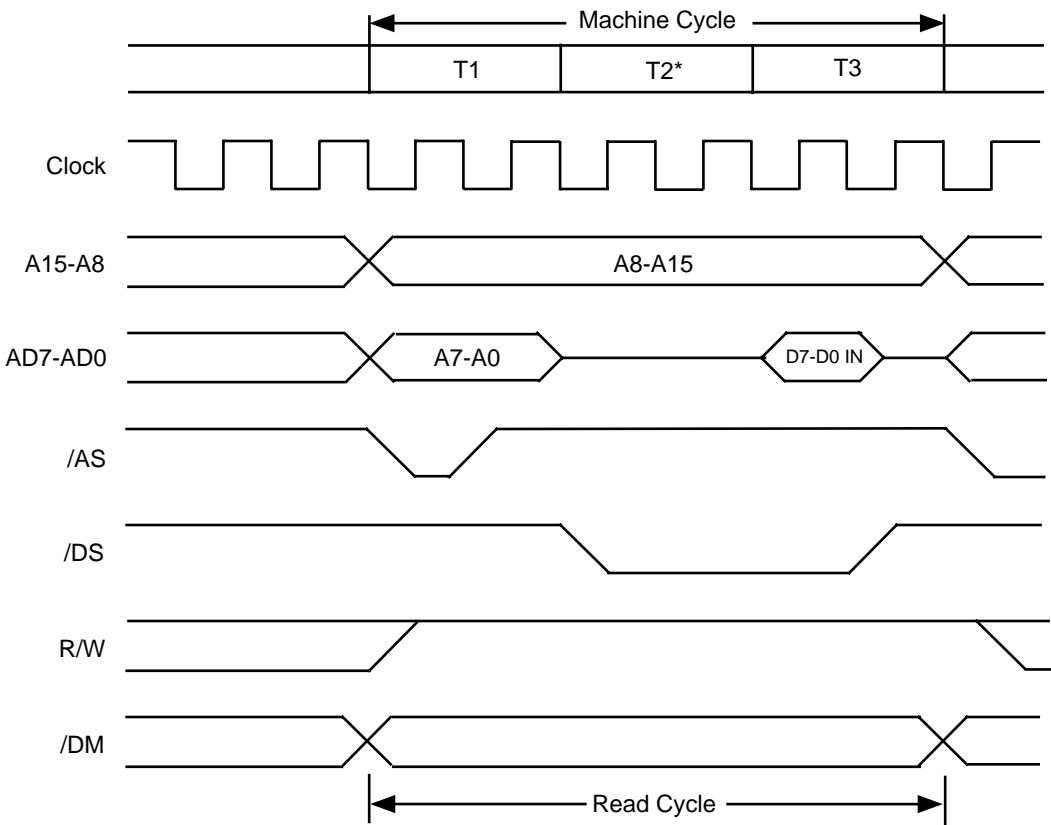 Machine Cycle
T1 T2* T3
Clock
A15-A8 A8-A15
AD7-AD0 A7-A0 D7-D0 IN
/AS
/DS
R/W
/DM
Read Cycle